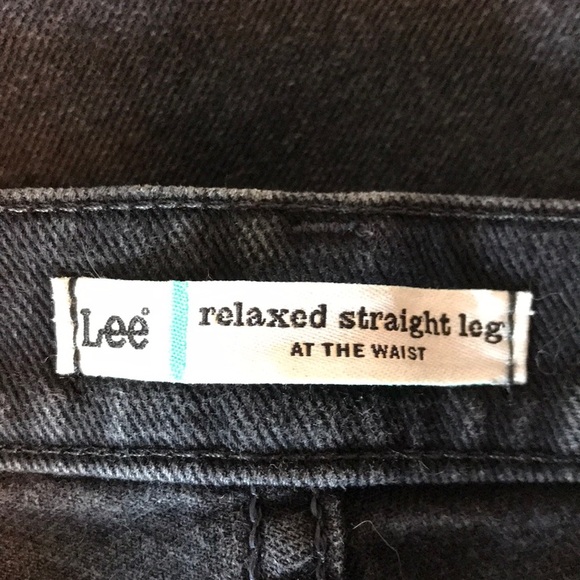 Lee®
relaxed straight leg
AT THE WAIST